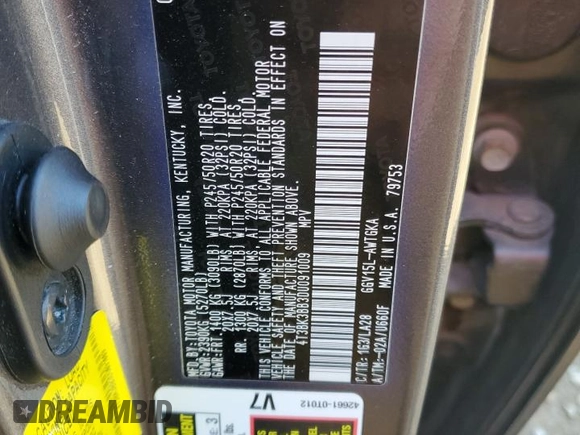 MFD.BY:TOYOTA MOTOR MANUFACTURING, KENTUCKY, INC.
GVWR:2390KG (5270LB)
GAWR:FRT.1400 KG (3090LB) WITH P245/50R20 TIRES,
20X7.5J RIMS, AT 220KPA (32PSI) COLD.
RR. 1300 KG (2870LB) WITH P245/50R20 TIRES,
20X7.5J RIMS, AT 220KPA (32PSI) COLD.
THIS VEHICLE CONFORMS TO ALL APPLICABLE FEDERAL MOTOR
VEHICLE SAFETY AND THEFT PREVENTION STANDARDS IN EFFECT ON
THE DATE OF MANUFACTURE SHOWN ABOVE.
4T3BK3BB3DU091009 MPV
C/TR: 1G3/LA28 GGV15L-AWTGKA
A/TM:-02A/U660F MADE IN U.S.A. 79753
42661-0T012
V7
DREAMBID
DREAMBID